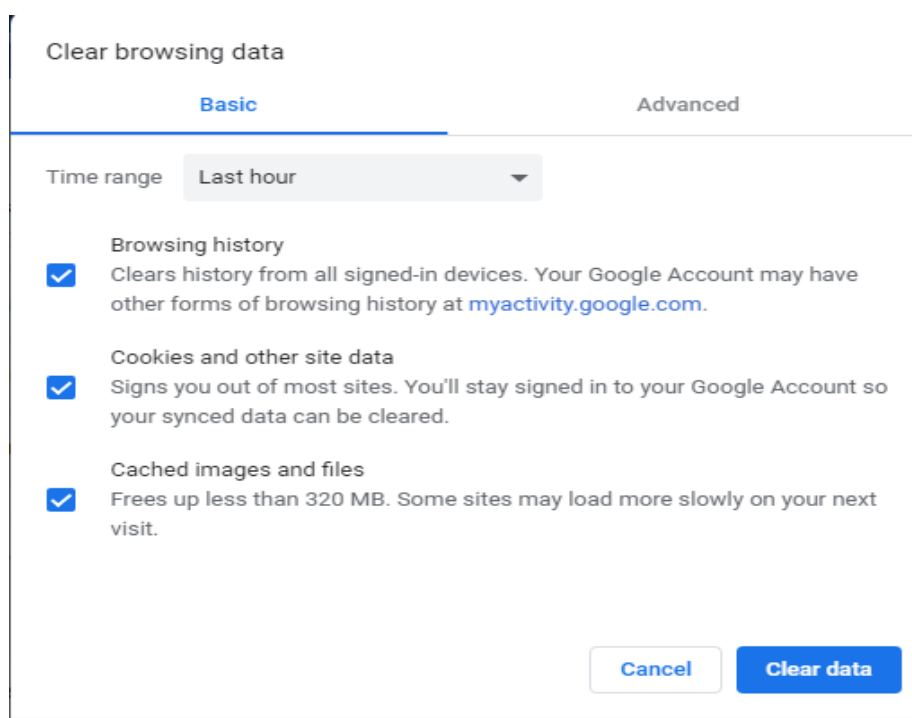 Clear browsing data
Basic
Advanced
Time range
Last hour
Browsing history
Clears history from all signed-in devices. Your Google Account may have
other forms of browsing history at myactivity.google.com.
Cookies and other site data
Signs you out of most sites. You'll stay signed in to your Google Account so
your synced data can be cleared.
Cached images and files
Frees up less than 320 MB. Some sites may load more slowly on your next
visit.
Cancel
Clear data